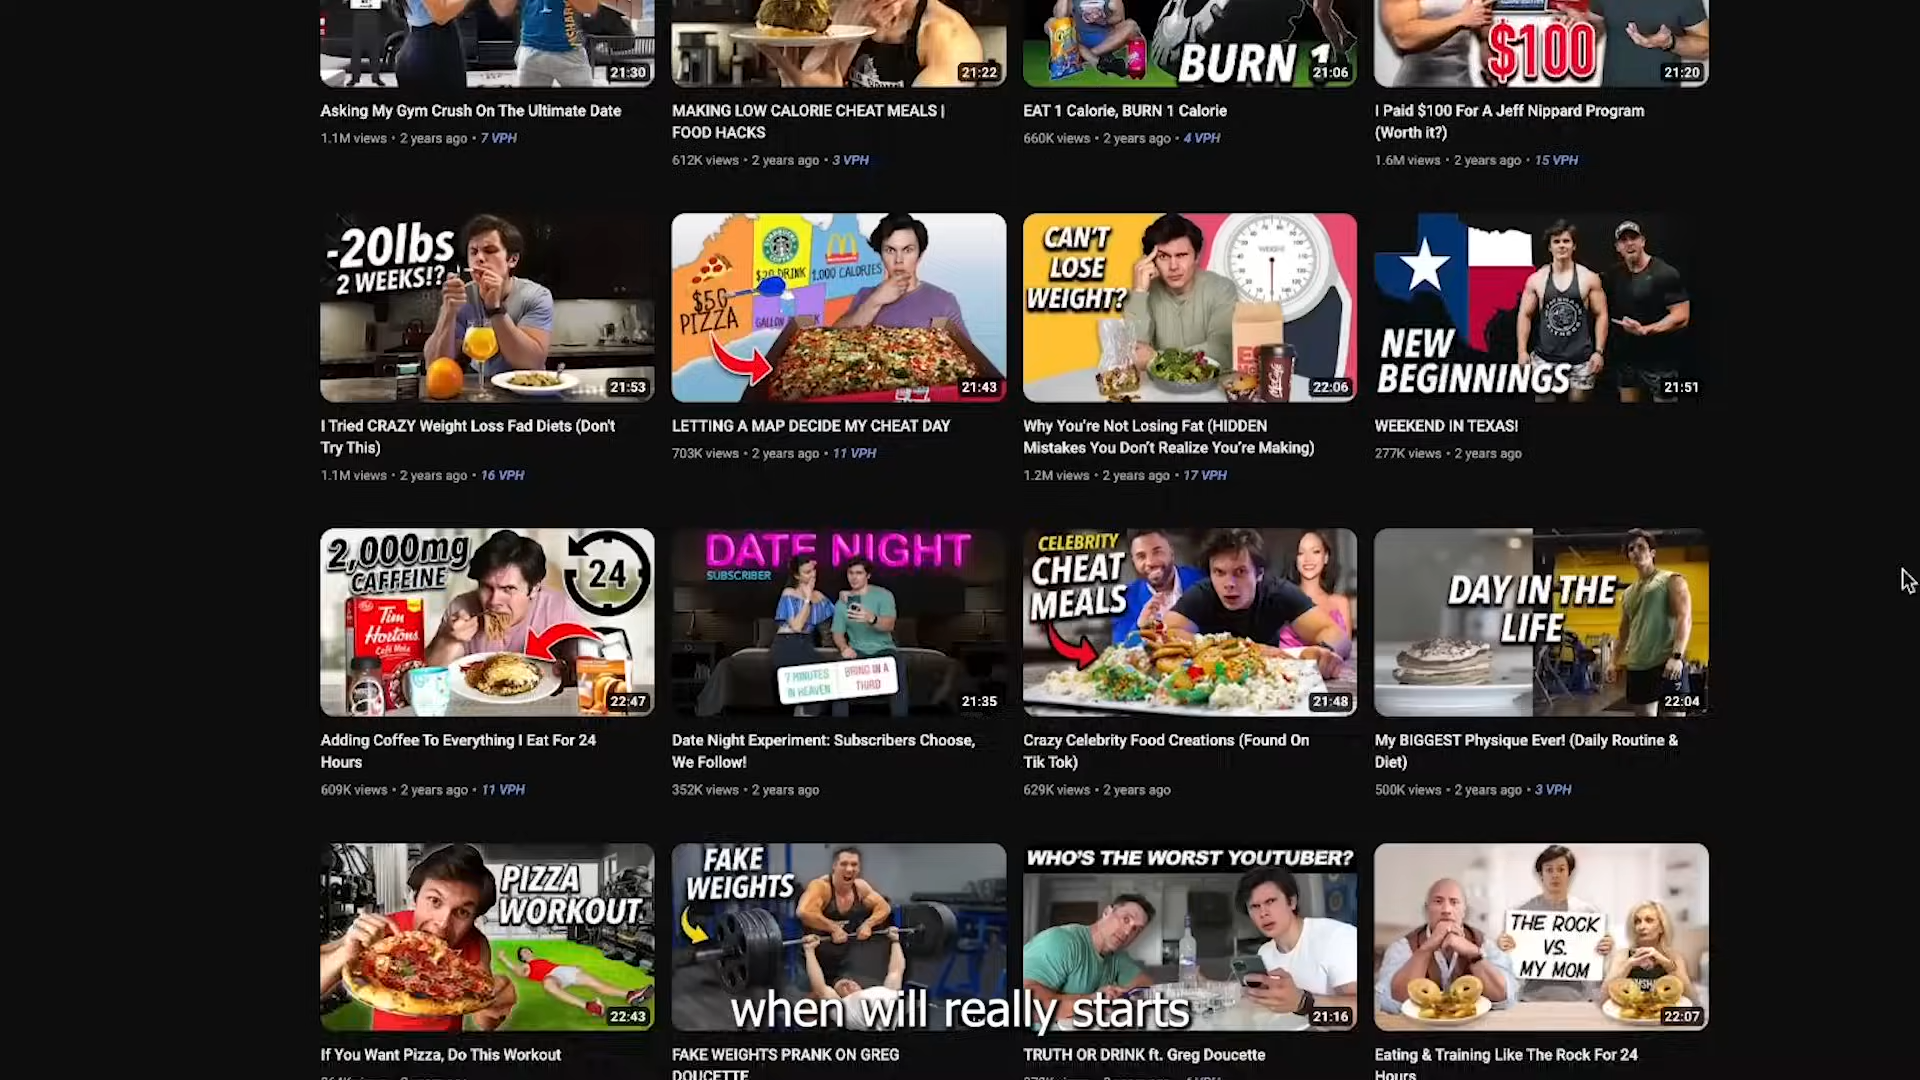 BURN 1
$100
21:30
21:22
21:06
21:20
Asking My Gym Crush On The Ultimate Date
1.1M views • 2 years ago • 7 VPH
MAKING LOW CALORIE CHEAT MEALS |
FOOD HACKS
612K views • 2 years ago • 3 VPH
EAT 1 Calorie, BURN 1 Calorie
660K views • 2 years ago • 4 VPH
I Paid $100 For A Jeff Nippard Program
(Worth it?)
1.6M views • 2 years ago • 15 VPH
-20lbs
2 WEEKS!?
21:53
$20 DRINK
1,000 CALORIES
$50
PIZZA
GALLON
21:43
CAN'T
LOSE
WEIGHT?
WEIGHT
McCafé
22:06
NEW
BEGINNINGS
21:51
I Tried CRAZY Weight Loss Fad Diets (Don't
Try This)
1.1M views • 2 years ago • 16 VPH
LETTING A MAP DECIDE MY CHEAT DAY
703K views • 2 years ago • 11 VPH
Why You're Not Losing Fat (HIDDEN
Mistakes You Don't Realize You're Making)
1.2M views • 2 years ago • 17 VPH
WEEKEND IN TEXAS!
277K views • 2 years ago
2,000mg
CAFFEINE
24
Tim
Hortons
22:47
DATE NIGHT
SUBSCRIBER
7 MINUTES
IN HEAVEN
BRING IN A
THIRD
21:35
CELEBRITY
CHEAT
MEALS
21:48
DAY IN THE
LIFE
22:04
Adding Coffee To Everything I Eat For 24
Hours
609K views • 2 years ago • 11 VPH
Date Night Experiment: Subscribers Choose,
We Follow!
352K views • 2 years ago
Crazy Celebrity Food Creations (Found On
Tik Tok)
629K views • 2 years ago
My BIGGEST Physique Ever! (Daily Routine &
Diet)
500K views • 2 years ago • 3 VPH
PIZZA
WORKOUT
22:43
FAKE
WEIGHTS
WHO'S THE WORST YOUTUBER?
21:16
THE ROCK
VS.
MY MOM
22:07
when will really starts
If You Want Pizza, Do This Workout
FAKE WEIGHTS PRANK ON GREG
DOUCETTE
TRUTH OR DRINK ft. Greg Doucette
Eating & Training Like The Rock For 24
Hours